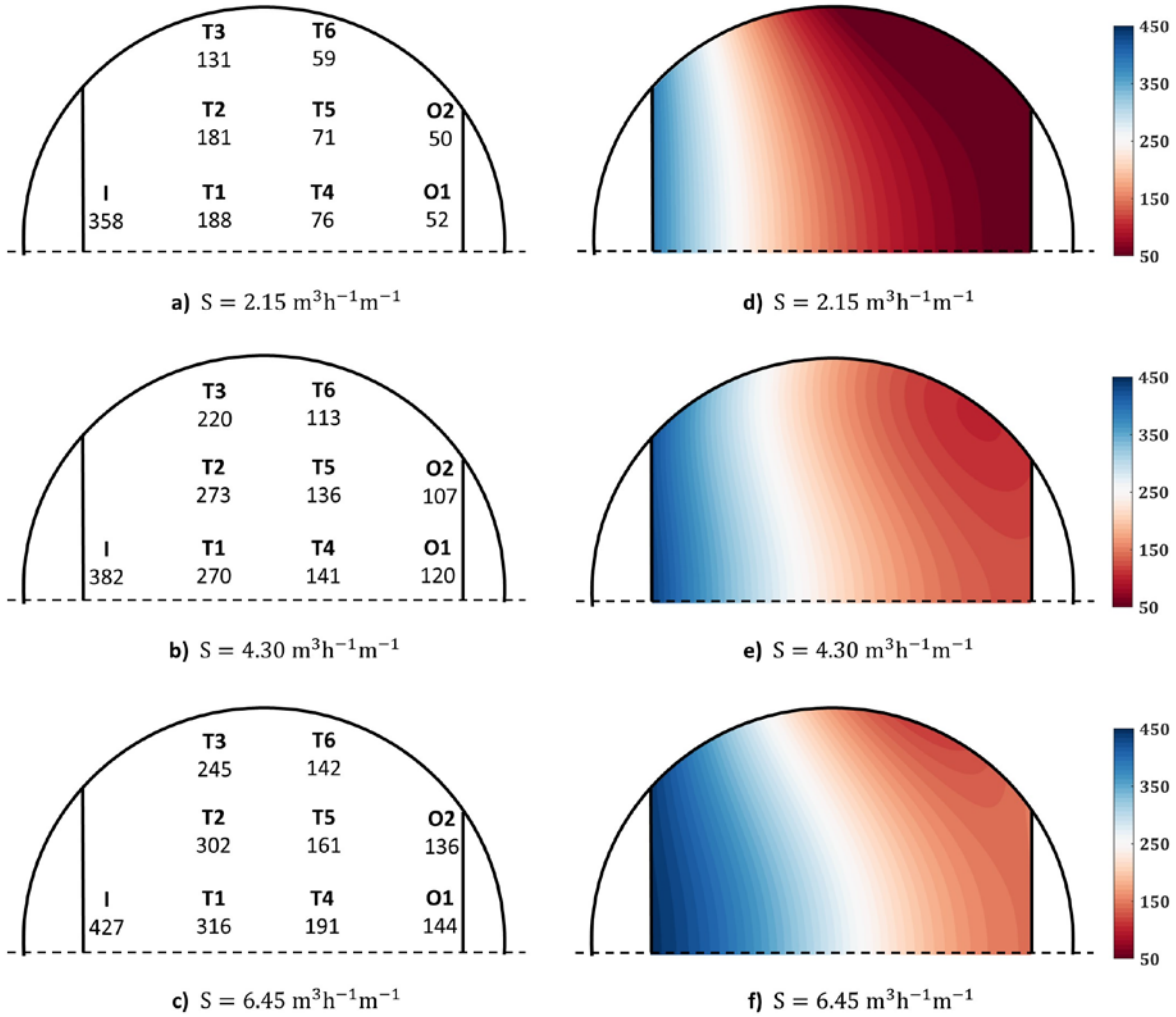 T3 T6
131 59
T2 T5 O2
181 71 50
I T1 T4 O1
358 188 76 52
a) S = 2.15 m³h⁻¹m⁻¹
450
350
250
150
50
d) S = 2.15 m³h⁻¹m⁻¹
T3 T6
220 113
T2 T5 O2
273 136 107
I T1 T4 O1
382 270 141 120
b) S = 4.30 m³h⁻¹m⁻¹
450
350
250
150
50
e) S = 4.30 m³h⁻¹m⁻¹
T3 T6
245 142
T2 T5 O2
302 161 136
I T1 T4 O1
427 316 191 144
c) S = 6.45 m³h⁻¹m⁻¹
450
350
250
150
50
f) S = 6.45 m³h⁻¹m⁻¹